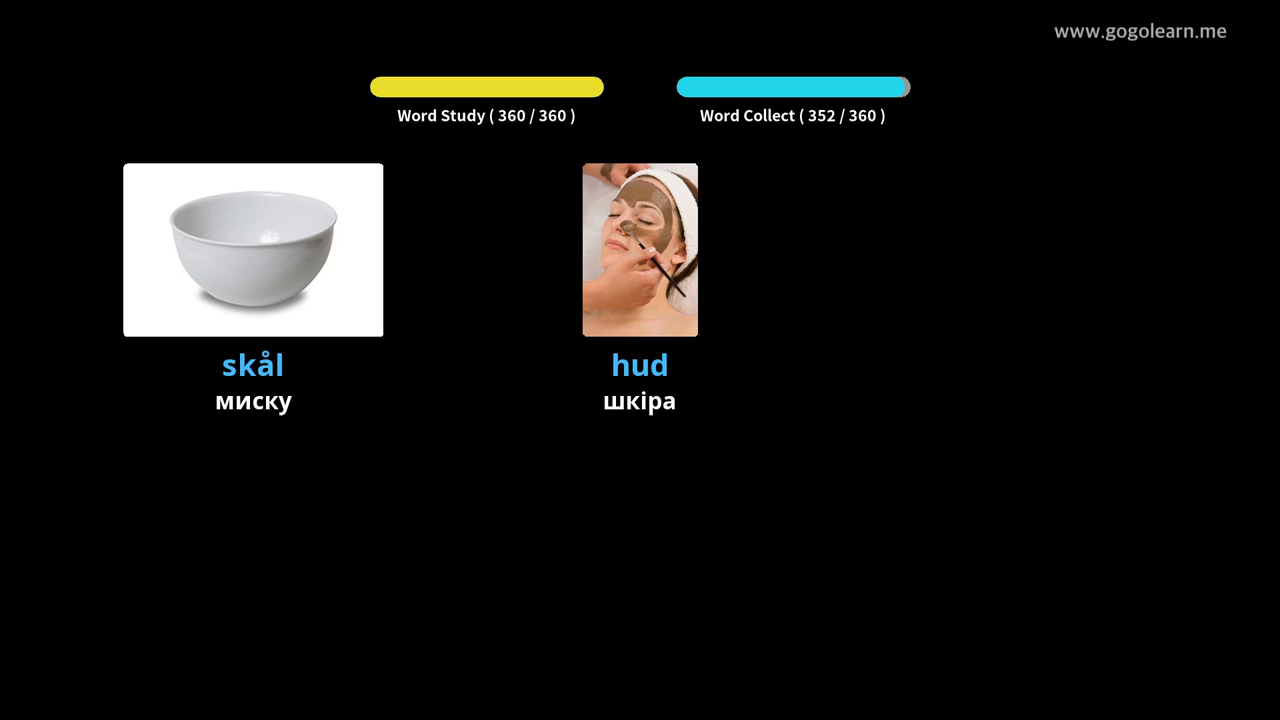 www.gogolearn.me
Word Study ( 360 / 360 )
Word Collect ( 352 / 360 )
skål
миску
hud
шкіра